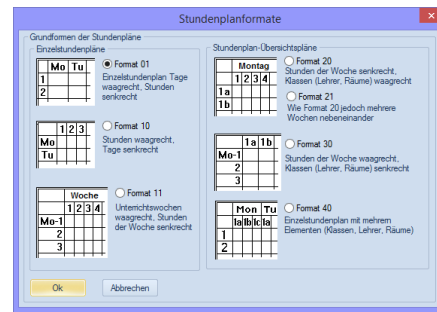 Stundenplanformate
Grundformen der Stundenpläne
Einzelstundenpläne
Mo Tu
1
2
Format 01
Einzelstundenplan Tage
waagrecht, Stunden
senkrecht
1 2 3
Mo
Tu
Format 10
Stunden waagrecht,
Tage senkrecht
Woche
1 2 3 4
Mo-1
2
3
Format 11
Unterrichtswochen
waagrecht, Stunden
der Woche senkrecht
Stundenplan-Übersichtspläne
Montag
1 2 3 4
1a
1b
Format 20
Stunden der Woche senkrecht,
Klassen (Lehrer, Räume) waagrecht
Format 21
Wie Format 20 jedoch mehrere
Wochen nebeneinander
1a 1b
Mo-1
2
3
Format 30
Stunden der Woche waagrecht,
Klassen (Lehrer, Räume) senkrecht
Mon Tu
1a 1b 1c 1a
1
2
Format 40
Einzelstundenplan mit mehrem
Elementen (Klassen, Lehrer, Räume)
Ok
Abbrechen